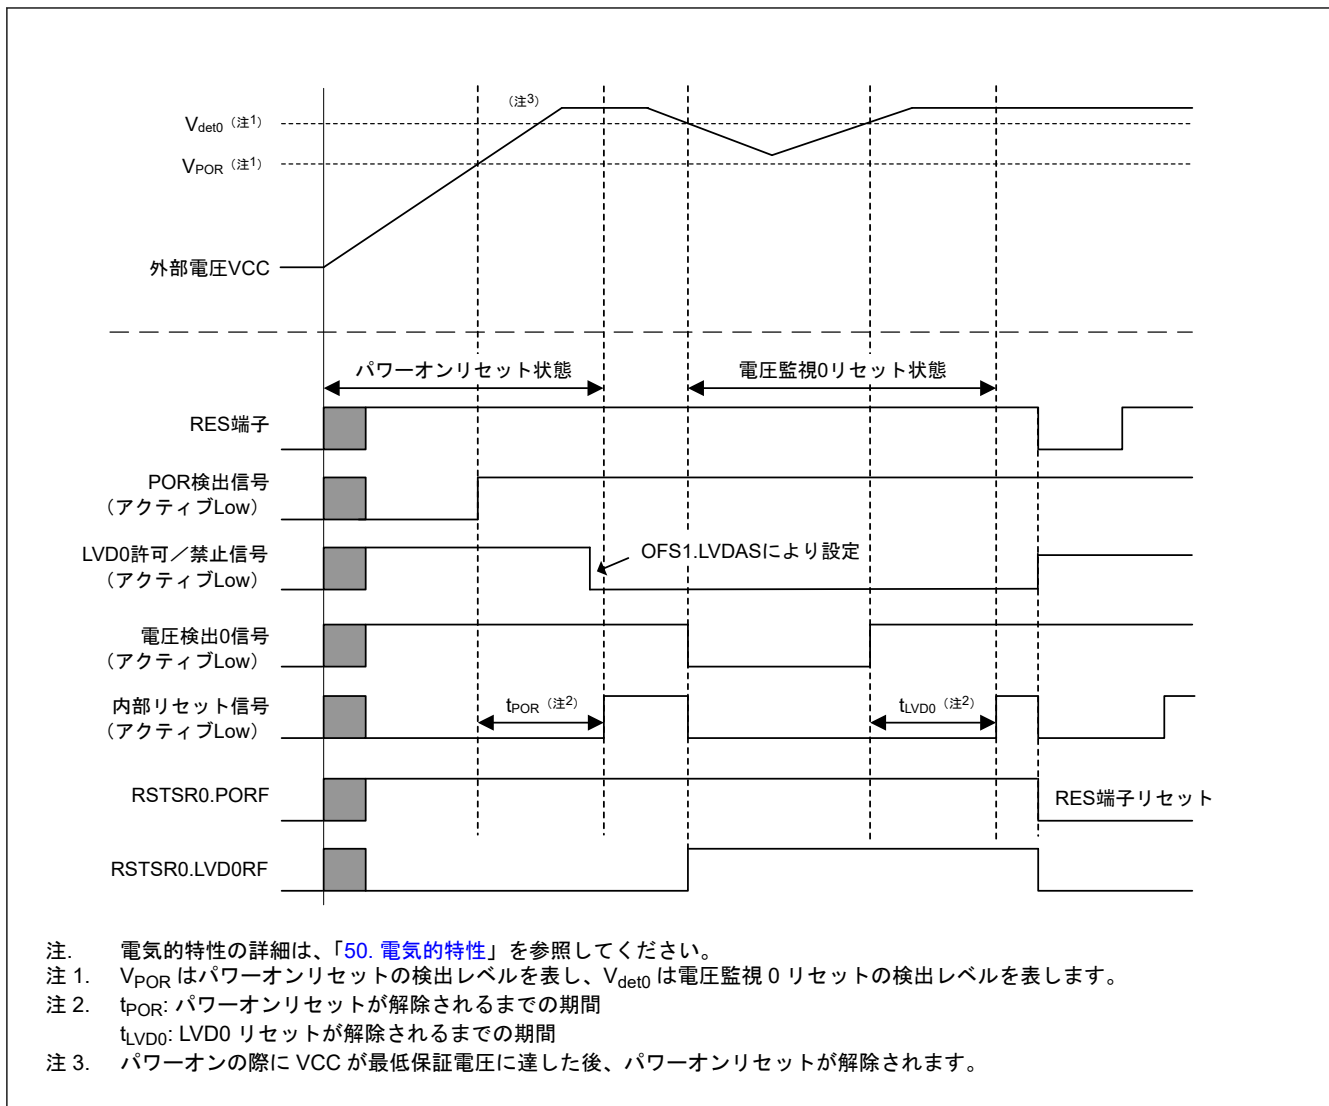 （注3）
Vdet0（注1）
VPOR（注1）
外部電圧VCC
パワーオンリセット状態
電圧監視0リセット状態
RES端子
POR検出信号
（アクティブLow）
LVD0許可／禁止信号
（アクティブLow）
OFS1.LVDASにより設定
電圧検出0信号
（アクティブLow）
内部リセット信号
（アクティブLow）
tPOR（注2）
tLVD0（注2）
RSTSR0.PORF
RES端子リセット
RSTSR0.LVD0RF
注. 電気的特性の詳細は、「50. 電気的特性」を参照してください。
注 1. VPOR はパワーオンリセットの検出レベルを表し、Vdet0 は電圧監視 0 リセットの検出レベルを表します。
注 2. tPOR: パワーオンリセットが解除されるまでの期間
tLVD0: LVD0 リセットが解除されるまでの期間
注 3. パワーオンの際に VCC が最低保証電圧に達した後、パワーオンリセットが解除されます。